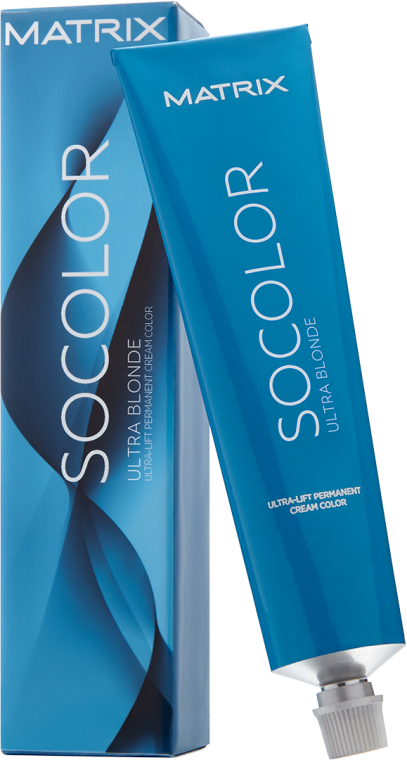 MATRIX
SOCOLOR
ULTRA BLONDE
ULTRA-LIFT PERMANENT CREAM COLOR
MATRIX
SOCOLOR
ULTRA BLONDE
ULTRA-LIFT PERMANENT
CREAM COLOR